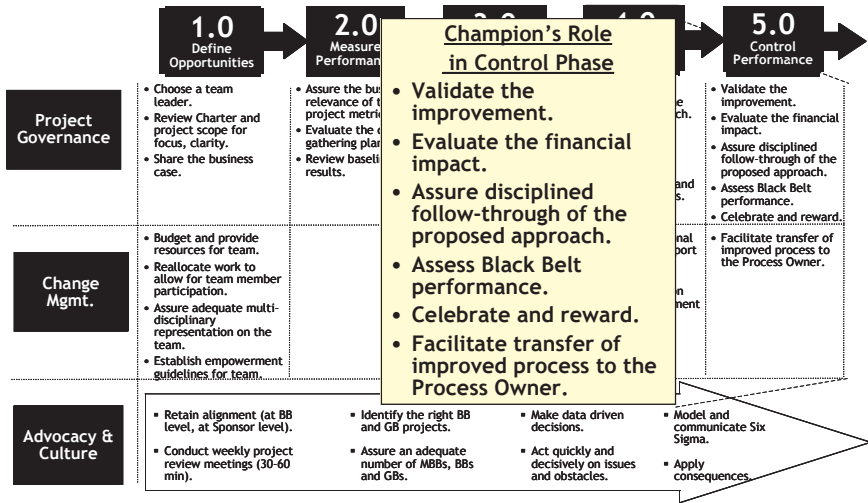 1.0
Define
Opportunities
2.0
Measure
5.0
Control
Performance
Champion’s Role
in Control Phase
• Validate the
improvement.
• Evaluate the financial
impact.
• Assure disciplined
follow-through of the
proposed approach.
• Assess Black Belt
performance.
• Celebrate and reward.
• Facilitate transfer of
improved process to the
Process Owner.
Project
Governance
• Choose a team
leader.
• Review Charter and
project scope for
focus, clarity.
• Share the business
case.
• Assure the
relevance of
project
• Evaluate the
gathering plan
• Review
results.
• Validate the
improvement.
• Evaluate the financial
impact.
• Assure disciplined
follow-through of the
proposed approach.
• Assess Black Belt
performance.
• Celebrate and reward.
Change
Mgmt.
• Budget and provide
resources for team.
• Reallocate work to
allow for team member
participation.
• Assure adequate multi-
disciplinary
representation on the
team.
• Establish empowerment
guidelines for team.
• Facilitate transfer of
improved process to
the Process Owner.
Advocacy &
Culture
▪ Retain alignment (at BB
level, at Sponsor level).
▪ Conduct weekly project
review meetings (30-60
min).
▪ Identify the right BB
and GB projects.
▪ Assure an adequate
number of MBBs, BBs
and GBs.
▪ Make data driven
decisions.
▪ Act quickly and
decisively on issues
and obstacles.
▪ Model and
communicate Six
Sigma.
▪ Apply
consequences.